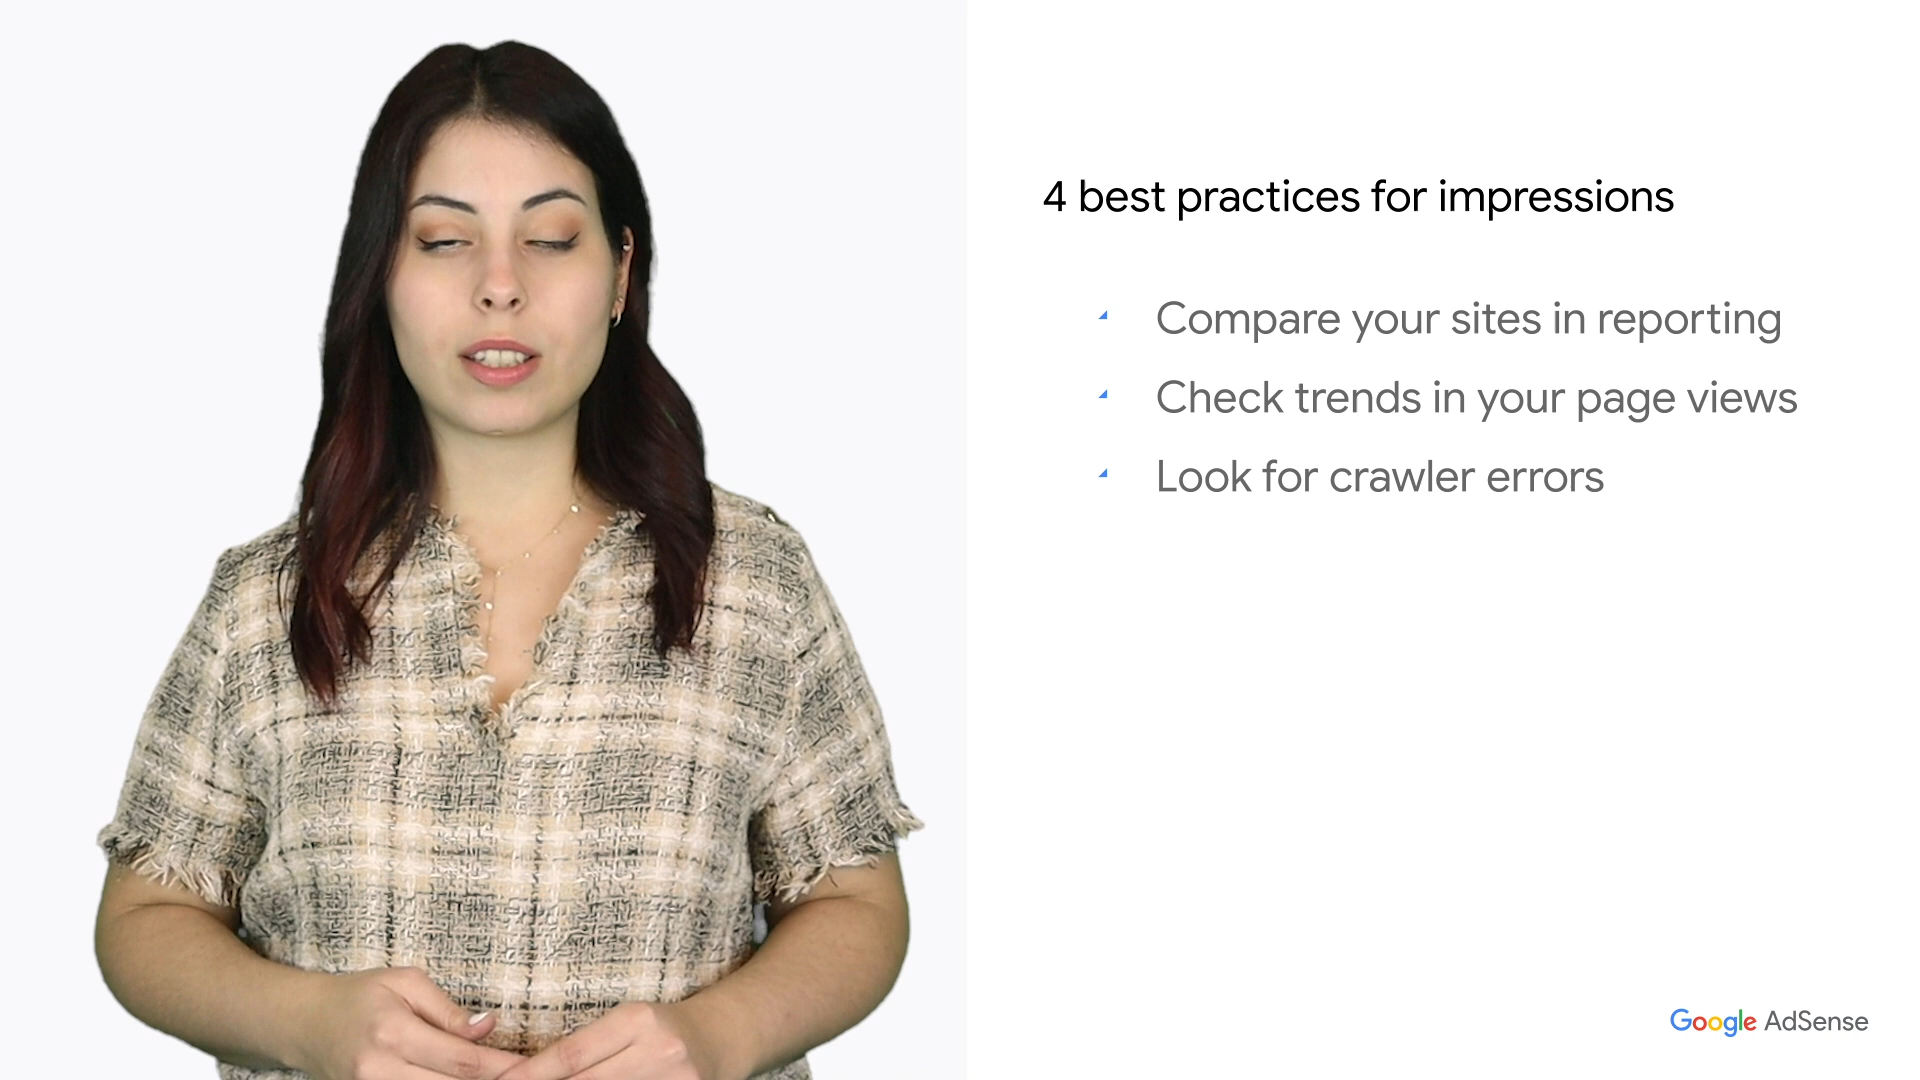 4 best practices for impressions
Compare your sites in reporting
Check trends in your page views
Look for crawler errors
Google AdSense